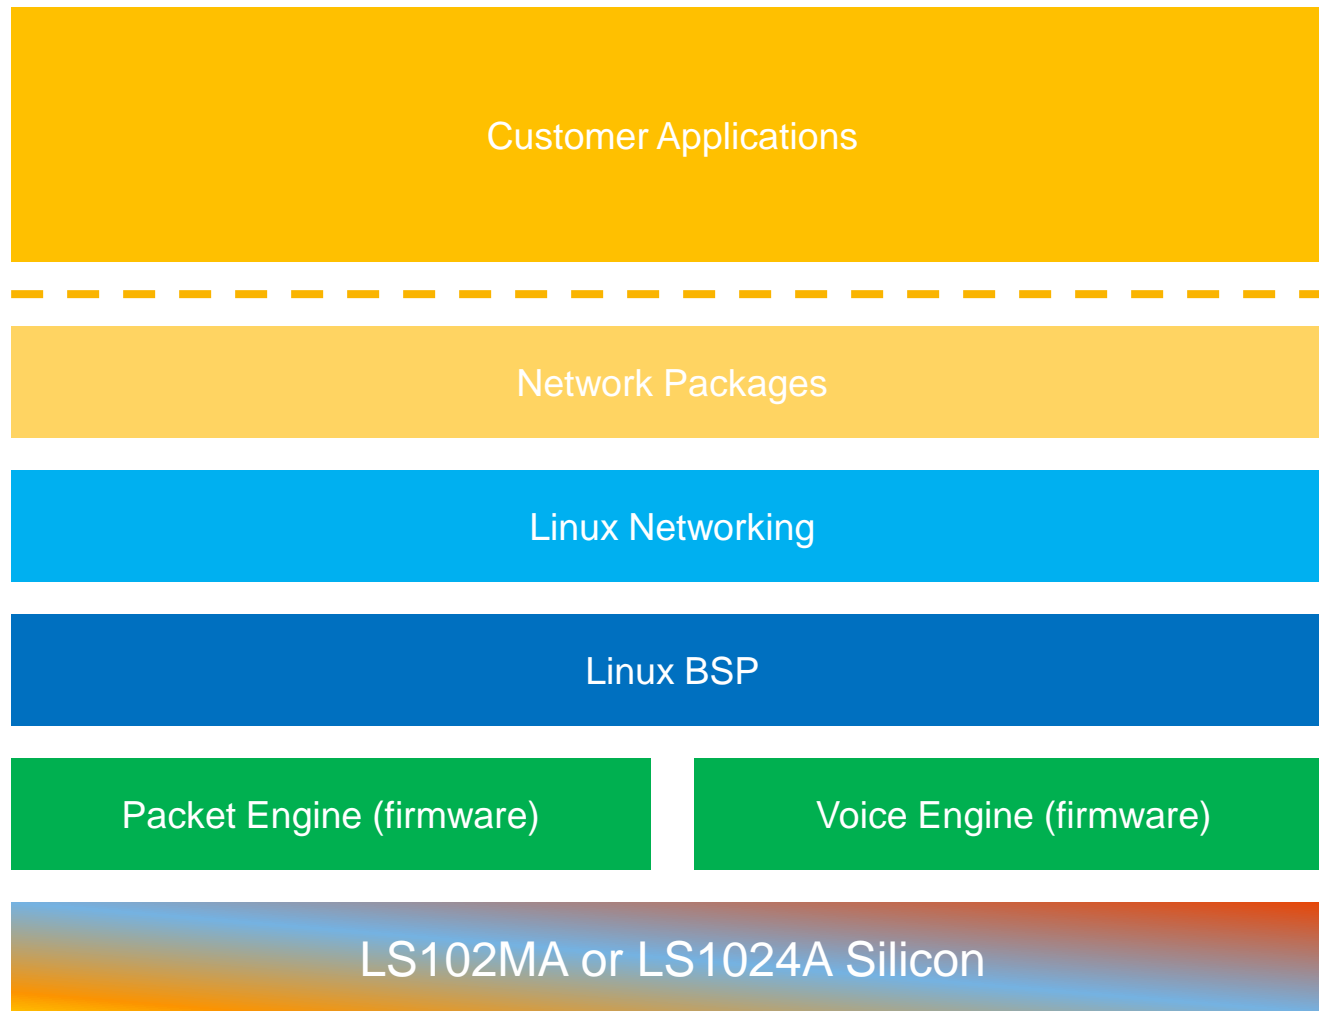 Customer Applications
Network Packages
Linux Networking
Linux BSP
Packet Engine (firmware)
Voice Engine (firmware)
LS102MA or LS1024A Silicon